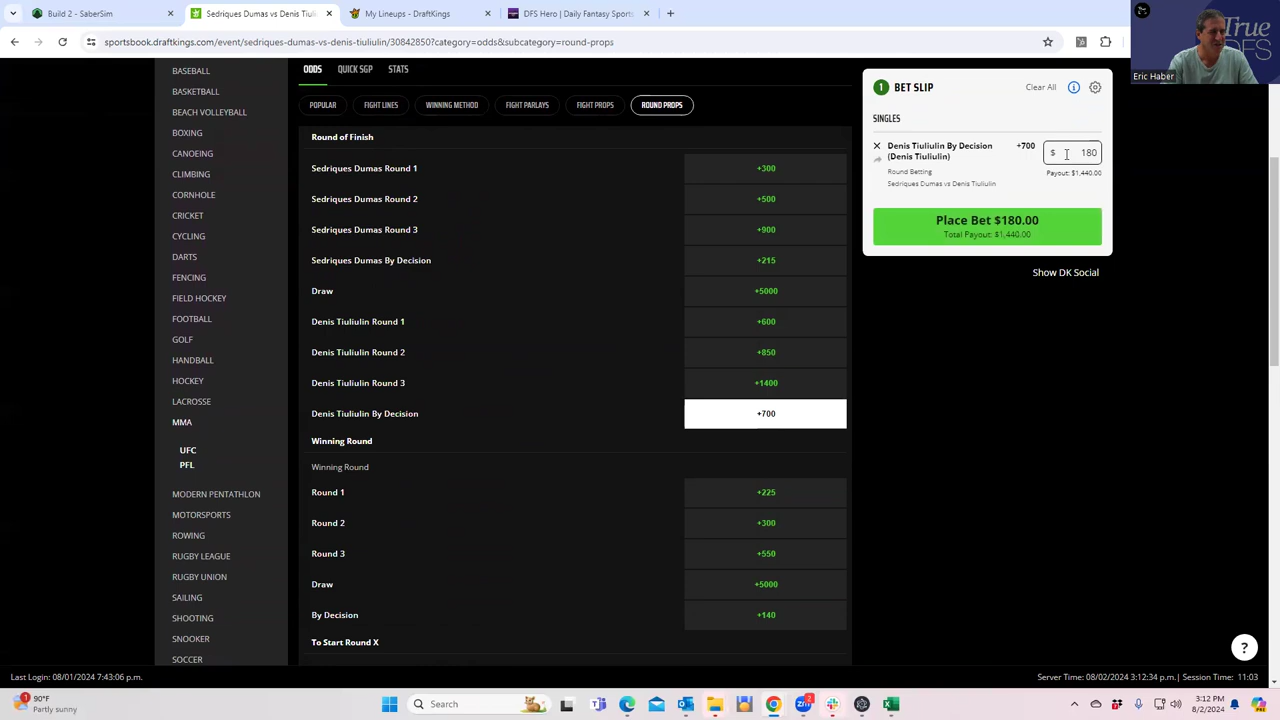 Build 2 - SaberSim
Sedriques Dumas vs Denis Tiuliu
My Lineups - DraftKings
DFS Hero | Daily Fantasy Sports
sportsbook.draftkings.com/event/sedriques-dumas-vs-denis-tiuliulin/30842850?category=odds&subcategory=round-props
True
DFS
Eric Haber
BASEBALL
BASKETBALL
BEACH VOLLEYBALL
BOXING
CANOEING
CLIMBING
CORNHOLE
CRICKET
CYCLING
DARTS
FENCING
FIELD HOCKEY
FOOTBALL
GOLF
HANDBALL
HOCKEY
LACROSSE
MMA
UFC
PFL
MODERN PENTATHLON
MOTORSPORTS
ROWING
RUGBY LEAGUE
RUGBY UNION
SAILING
SHOOTING
SNOOKER
SOCCER
ODDS QUICK SGP STATS
POPULAR FIGHT LINES WINNING METHOD FIGHT PARLAYS FIGHT PROPS ROUND PROPS
Round of Finish
Sedriques Dumas Round 1 +300
Sedriques Dumas Round 2 +500
Sedriques Dumas Round 3 +900
Sedriques Dumas By Decision +215
Draw +5000
Denis Tiuliulin Round 1 +600
Denis Tiuliulin Round 2 +850
Denis Tiuliulin Round 3 +1400
Denis Tiuliulin By Decision +700
Winning Round
Winning Round
Round 1 +225
Round 2 +300
Round 3 +550
Draw +5000
By Decision +140
To Start Round X
1 BET SLIP Clear All
SINGLES
Denis Tiuliulin By Decision +700 $ 180
(Denis Tiuliulin)
Round Betting Payout: $1,440.00
Sedriques Dumas vs Denis Tiuliulin
Place Bet $180.00
Total Payout: $1,440.00
Show DK Social
?
Last Login: 08/01/2024 7:43:06 p.m. Server Time: 08/02/2024 3:12:34 p.m.| Session Time: 11:03
90°F
Partly sunny
Search
3:12 PM
8/2/2024